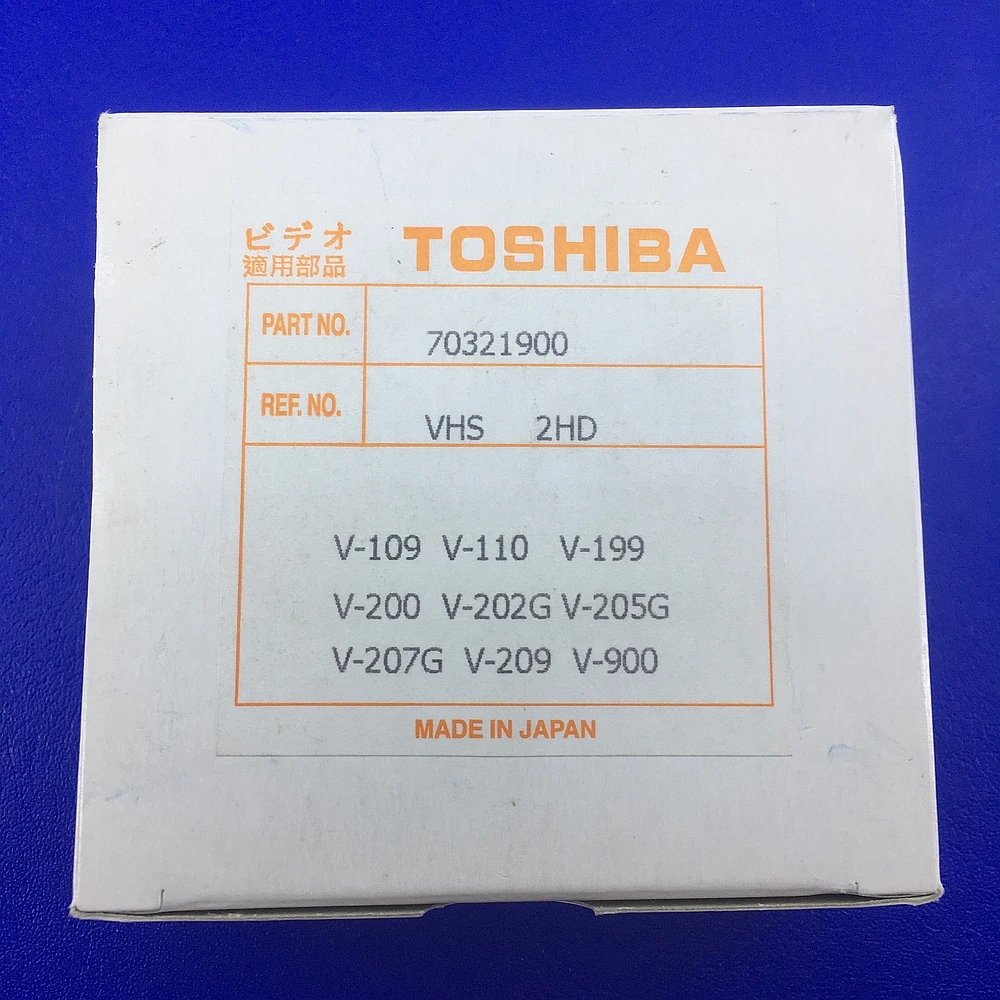 ビデオ
適用部品
TOSHIBA
PART NO. 70321900
REF. NO. VHS 2HD
V-109 V-110 V-199
V-200 V-202G V-205G
V-207G V-209 V-900
MADE IN JAPAN